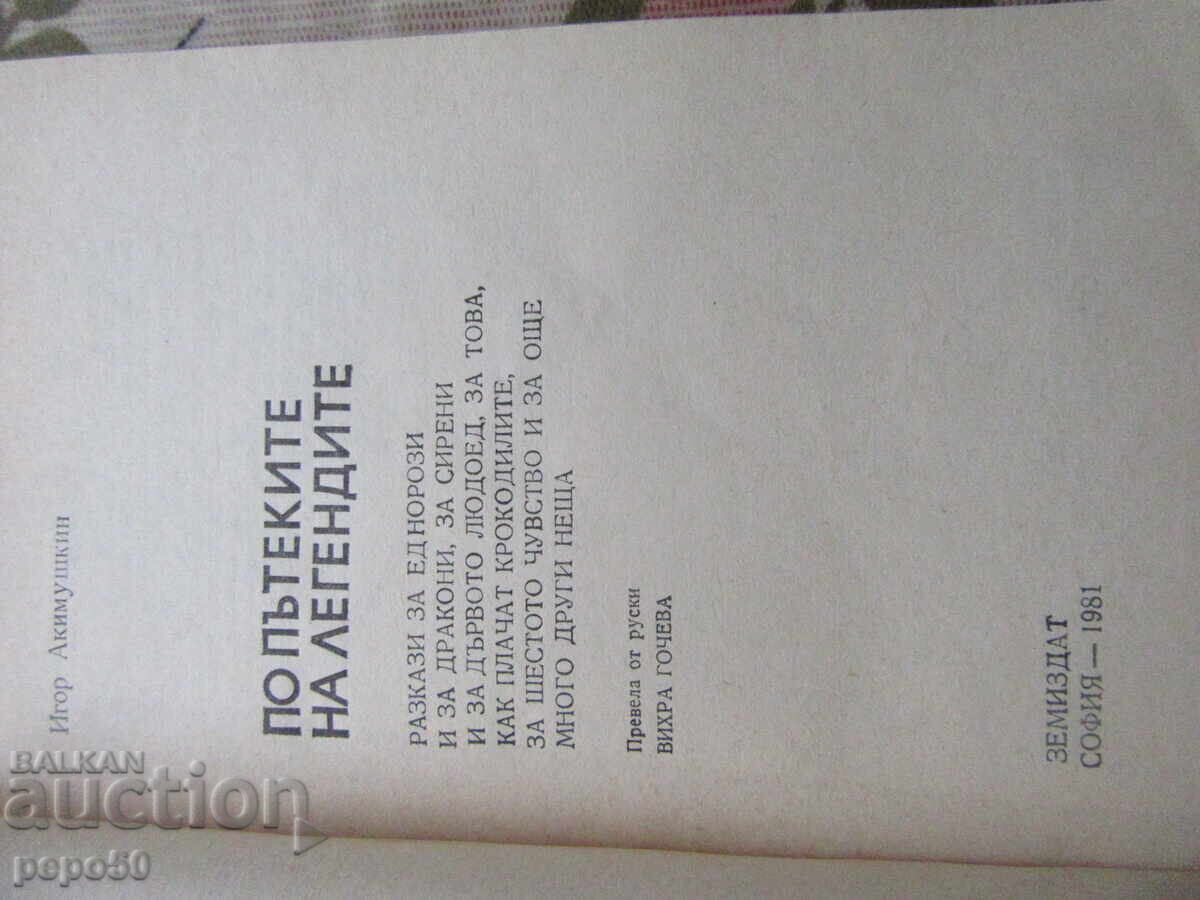 Игор Акимушкин
ПО ПЪТЕКИТЕ
НА ЛЕГЕНДИТЕ
РАЗКАЗИ ЗА ЕДНОРОЗИ
И ЗА ДРАКОНИ, ЗА СИРЕНИ
И ЗА ДЪРВОТО ЛЮДОЕД, ЗА ТОВА,
КАК ПЛАЧАТ КРОКОДИЛИТЕ,
ЗА ШЕСТОТО ЧУВСТВО И ЗА ОЩЕ
МНОГО ДРУГИ НЕЩА
Превела от руски
ВИХРА ГОЧЕВА
ЗЕМИЗДАТ
СОФИЯ — 1981
BALKAN
auction
pepo50